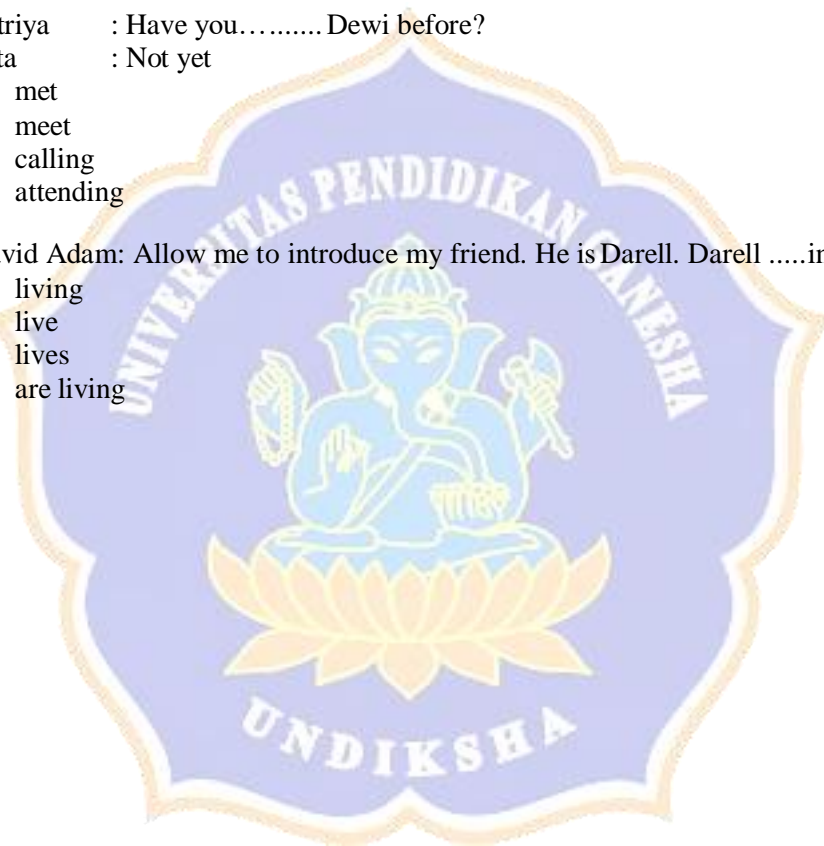 triya : Have you…....... Dewi before?
ta : Not yet
met
meet
calling
attending
vid Adam: Allow me to introduce my friend. He is Darell. Darell .....in
living
live
lives
are living
UNIVERSITAS PENDIDIKAN GANESHA
UNDIKSHA